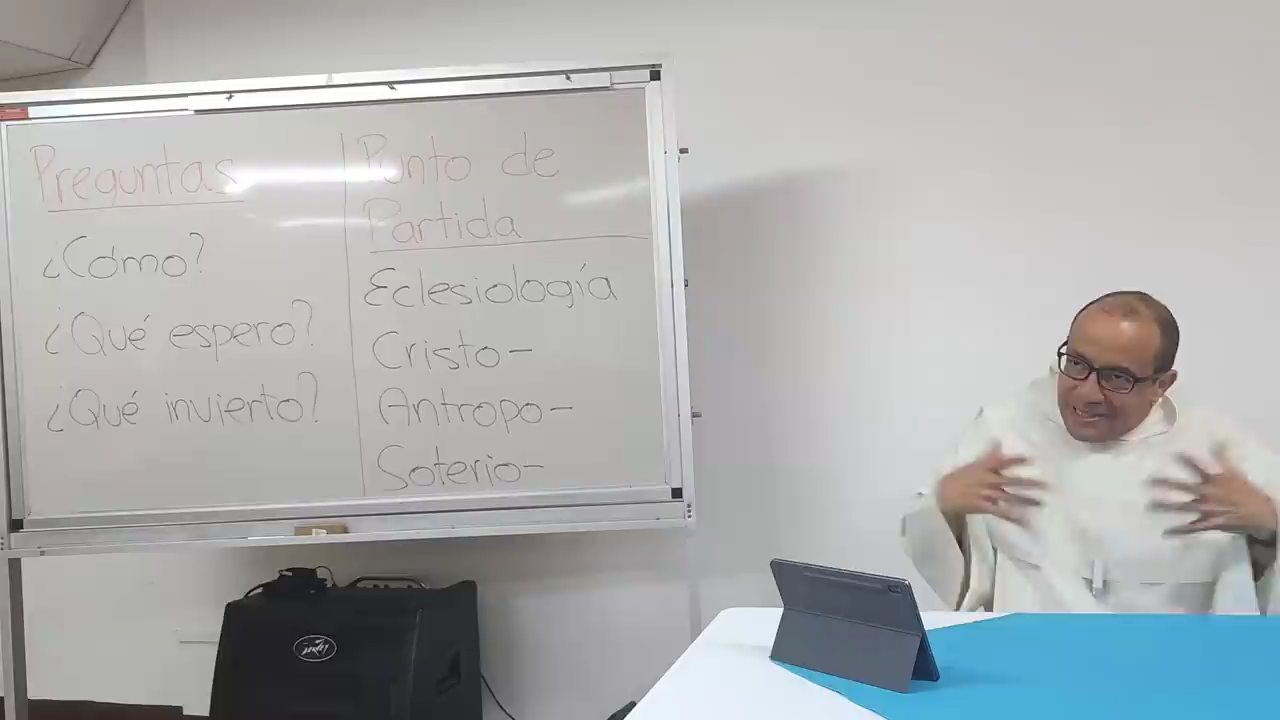 Preguntas
¿Cómo?
¿Qué espero?
¿Qué invierto?
Punto de
Partida
Eclesiología
Cristo-
Antropo-
Soterio-